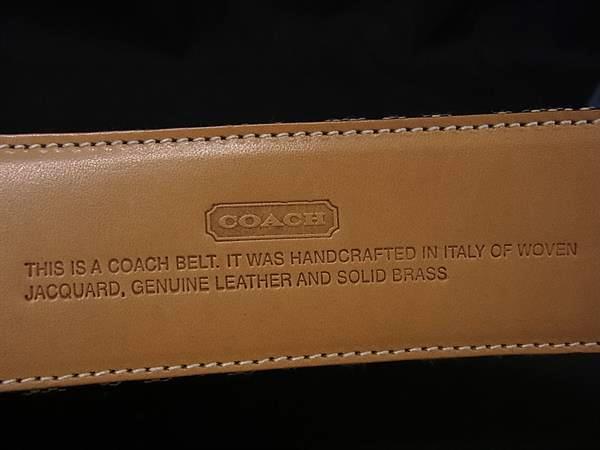 COACH
THIS IS A COACH BELT. IT WAS HANDCRAFTED IN ITALY OF WOVEN
JACQUARD, GENUINE LEATHER AND SOLID BRASS